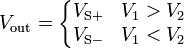 V_out = { V_S+ V_1 > V_2
V_S− V_1 < V_2